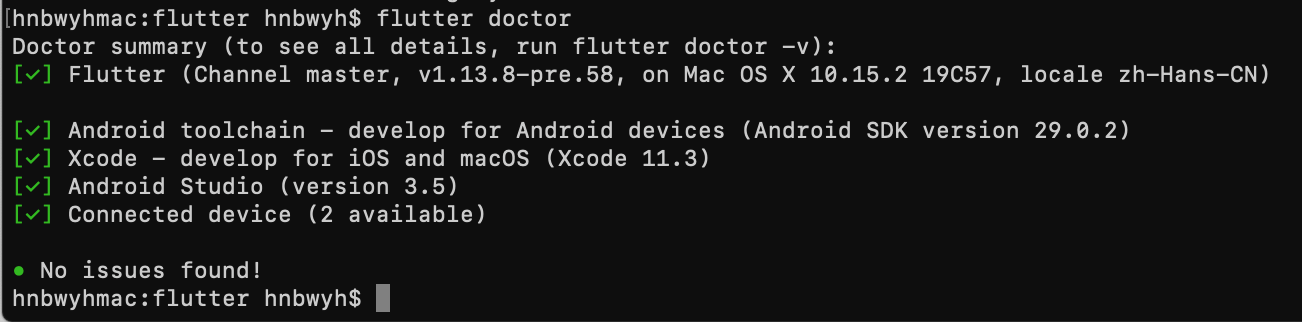 [hnbwyhmac:flutter hnbwyh$ flutter doctor
Doctor summary (to see all details, run flutter doctor -v):
[✓] Flutter (Channel master, v1.13.8-pre.58, on Mac OS X 10.15.2 19C57, locale zh-Hans-CN)
[✓] Android toolchain - develop for Android devices (Android SDK version 29.0.2)
[✓] Xcode - develop for iOS and macOS (Xcode 11.3)
[✓] Android Studio (version 3.5)
[✓] Connected device (2 available)
• No issues found!
hnbwyhmac:flutter hnbwyh$